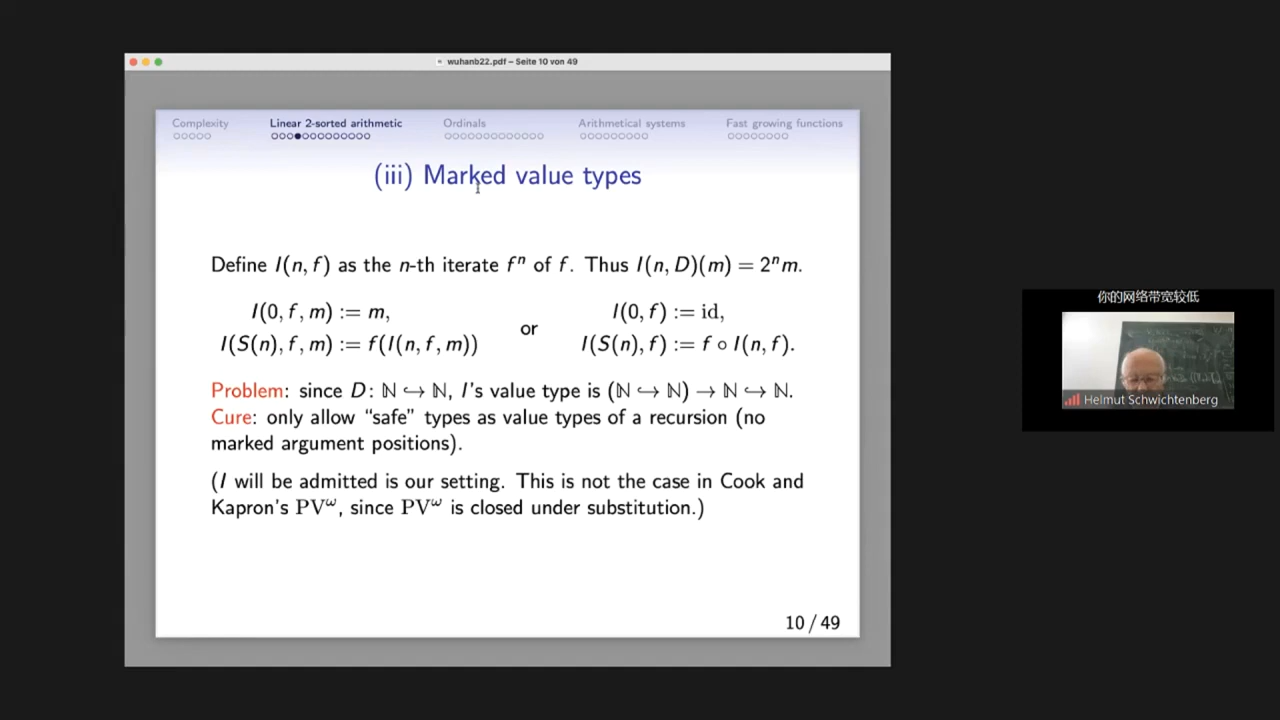 wuhanb22.pdf – Seite 10 von 49
Complexity Linear 2-sorted arithmetic Ordinals Arithmetical systems Fast growing functions
(iii) Marked value types
Define I(n, f) as the n-th iterate fⁿ of f. Thus I(n, D)(m) = 2ⁿm.
I(0, f, m) := m,
I(S(n), f, m) := f(I(n, f, m))
or
I(0, f) := id,
I(S(n), f) := f ∘ I(n, f).
Problem: since D: ℕ ↪ ℕ, I's value type is (ℕ ↪ ℕ) → ℕ ↪ ℕ.
Cure: only allow “safe” types as value types of a recursion (no
marked argument positions).
(I will be admitted is our setting. This is not the case in Cook and
Kapron's PV^ω, since PV^ω is closed under substitution.)
10 / 49
你的网络带宽较低
Helmut Schwichtenberg